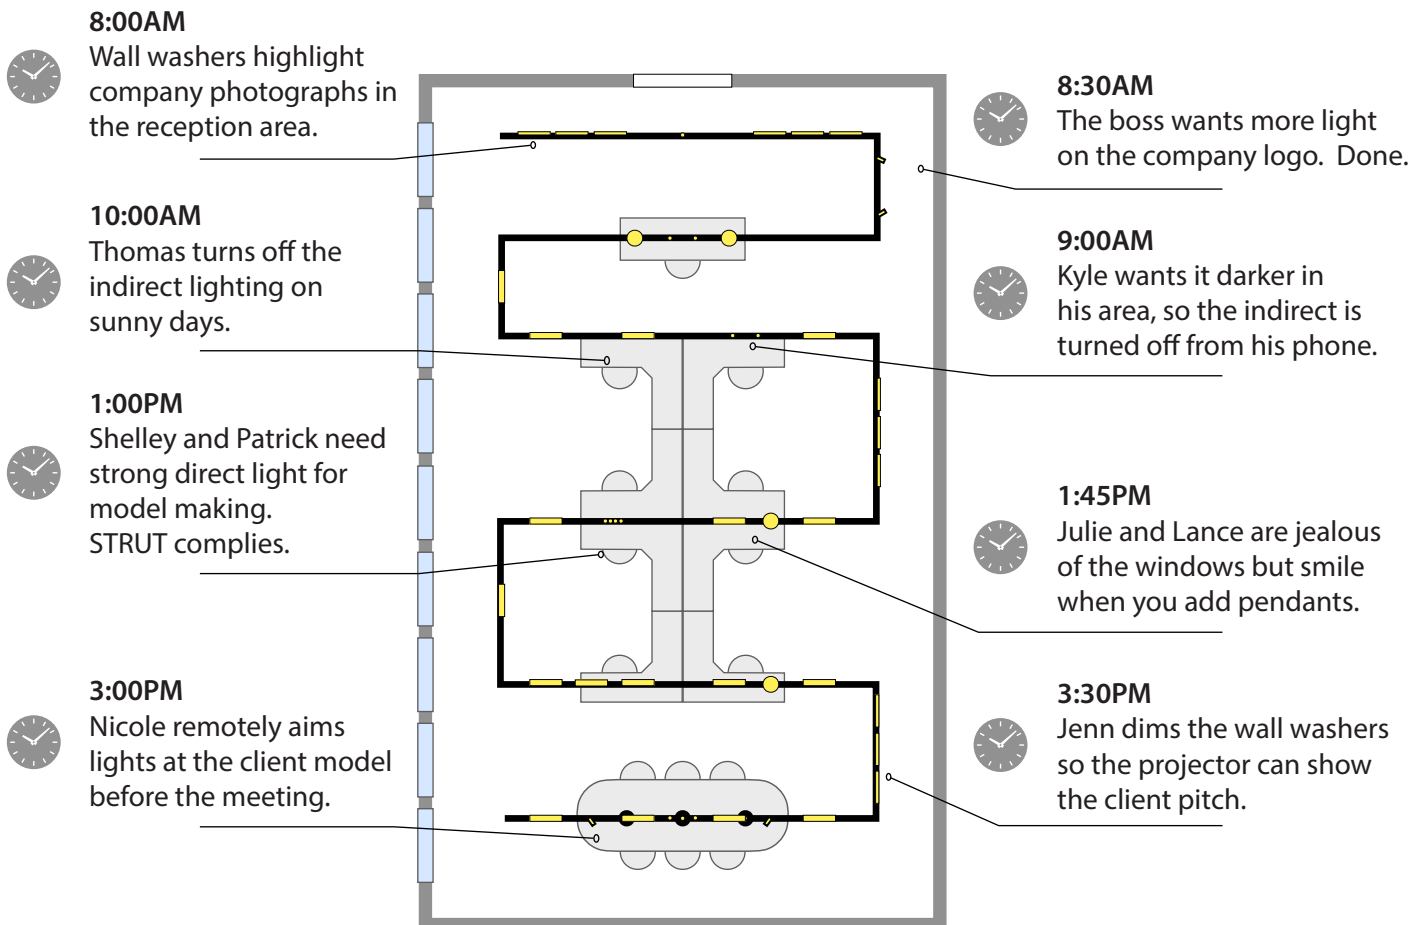 8:00AM
Wall washers highlight
company photographs in
the reception area.
10:00AM
Thomas turns off the
indirect lighting on
sunny days.
1:00PM
Shelley and Patrick need
strong direct light for
model making.
STRUT complies.
3:00PM
Nicole remotely aims
lights at the client model
before the meeting.
8:30AM
The boss wants more light
on the company logo.  Done.
9:00AM
Kyle wants it darker in
his area, so the indirect is
turned off from his phone.
1:45PM
Julie and Lance are jealous
of the windows but smile
when you add pendants.
3:30PM
Jenn dims the wall washers
so the projector can show
the client pitch.